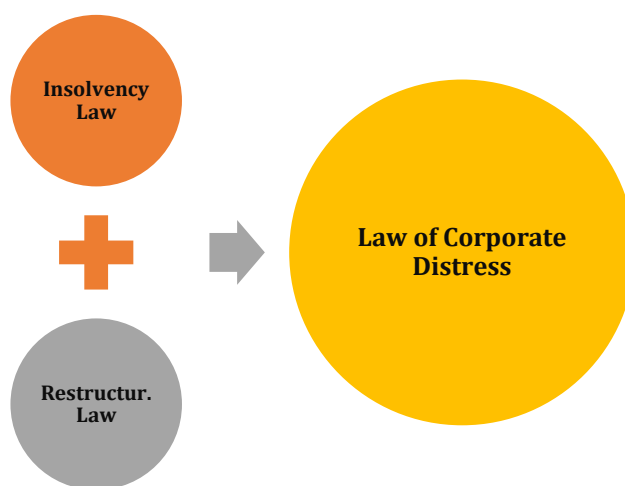 Insolvency
Law
Restructur.
Law
Law of Corporate
Distress